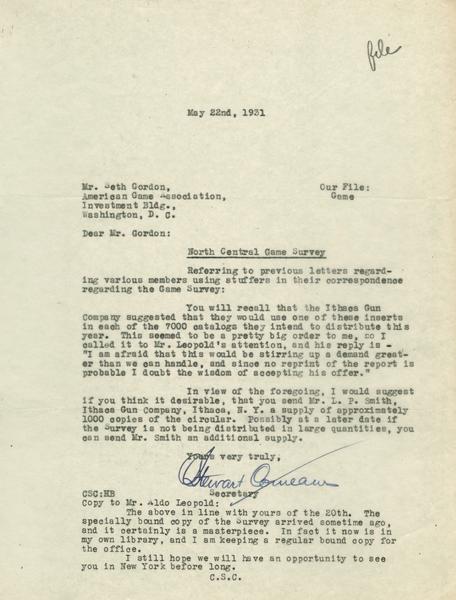 file
May 22nd, 1931
Mr. Seth Gordon, Our File:
American Game Association, Game
Investment Bldg.,
Washington, D. C.
Dear Mr. Gordon:
North Central Game Survey
Referring to previous letters regard-
ing various members using stuffers in their correspondence
regarding the Game Survey:
You will recall that the Ithaca Gun
Company suggested that they would use one of these inserts
in each of the 7000 catalogs they intend to distribute this
year. This seemed to be a pretty big order to me, so I
called it to Mr. Leopold's attention, and his reply is -
"I am afraid that this would be stirring up a demand great-
er than we can handle, and since no reprint of the report is
probable I doubt the wisdom of accepting his offer."
In view of the foregoing, I would suggest
if you think it desirable, that you send Mr. L. P. Smith,
Ithaca Gun Company, Ithaca, N. Y. a supply of approximately
1000 copies of the circular. Possibly at a later date if
the Survey is not being distributed in large quantities, you
can send Mr. Smith an additional supply.
Yours very truly,
Stewart Comeaux
CSC:HB Secretary
Copy to Mr. Aldo Leopold:
The above in line with yours of the 20th. The
specially bound copy of the Survey arrived sometime ago,
and it certainly is a masterpiece. In fact it now is in
my own library, and I am keeping a regular bound copy for
the office.
I still hope we will have an opportunity to see
you in New York before long.
C.S.C.